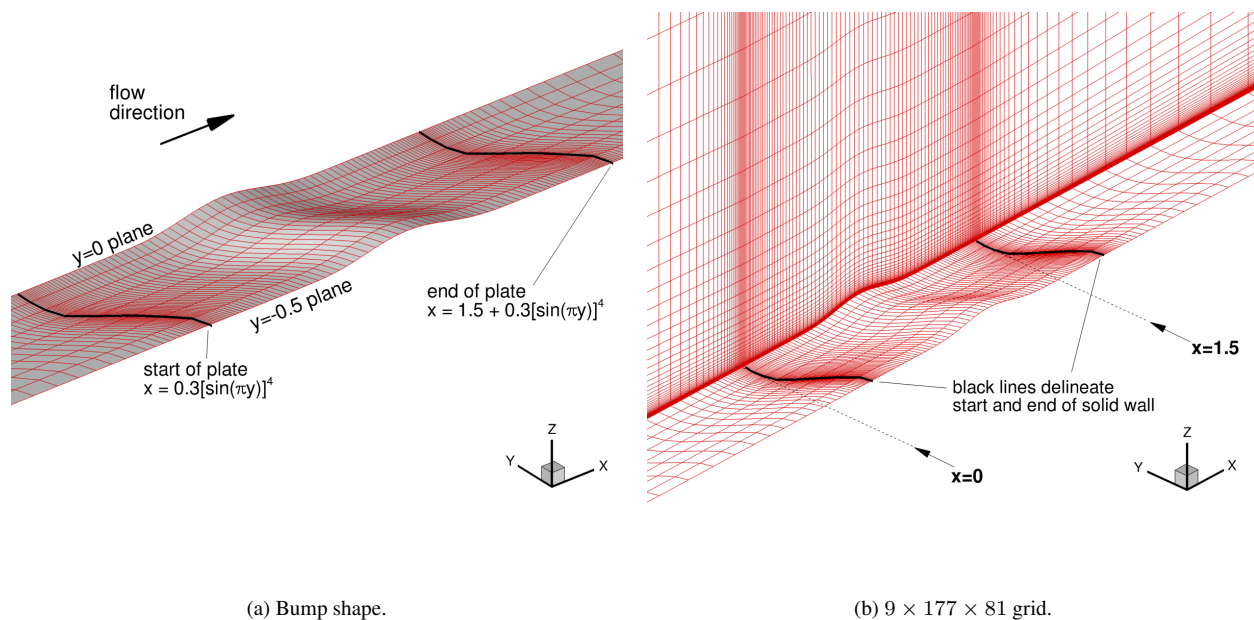 flow
direction
y=0 plane
y=-0.5 plane
end of plate
x = 1.5 + 0.3[sin(πy)]⁴
start of plate
x = 0.3[sin(πy)]⁴
Z
Y
X
(a) Bump shape.
x=1.5
black lines delineate
start and end of solid wall
x=0
Z
Y
X
(b) 9 × 177 × 81 grid.